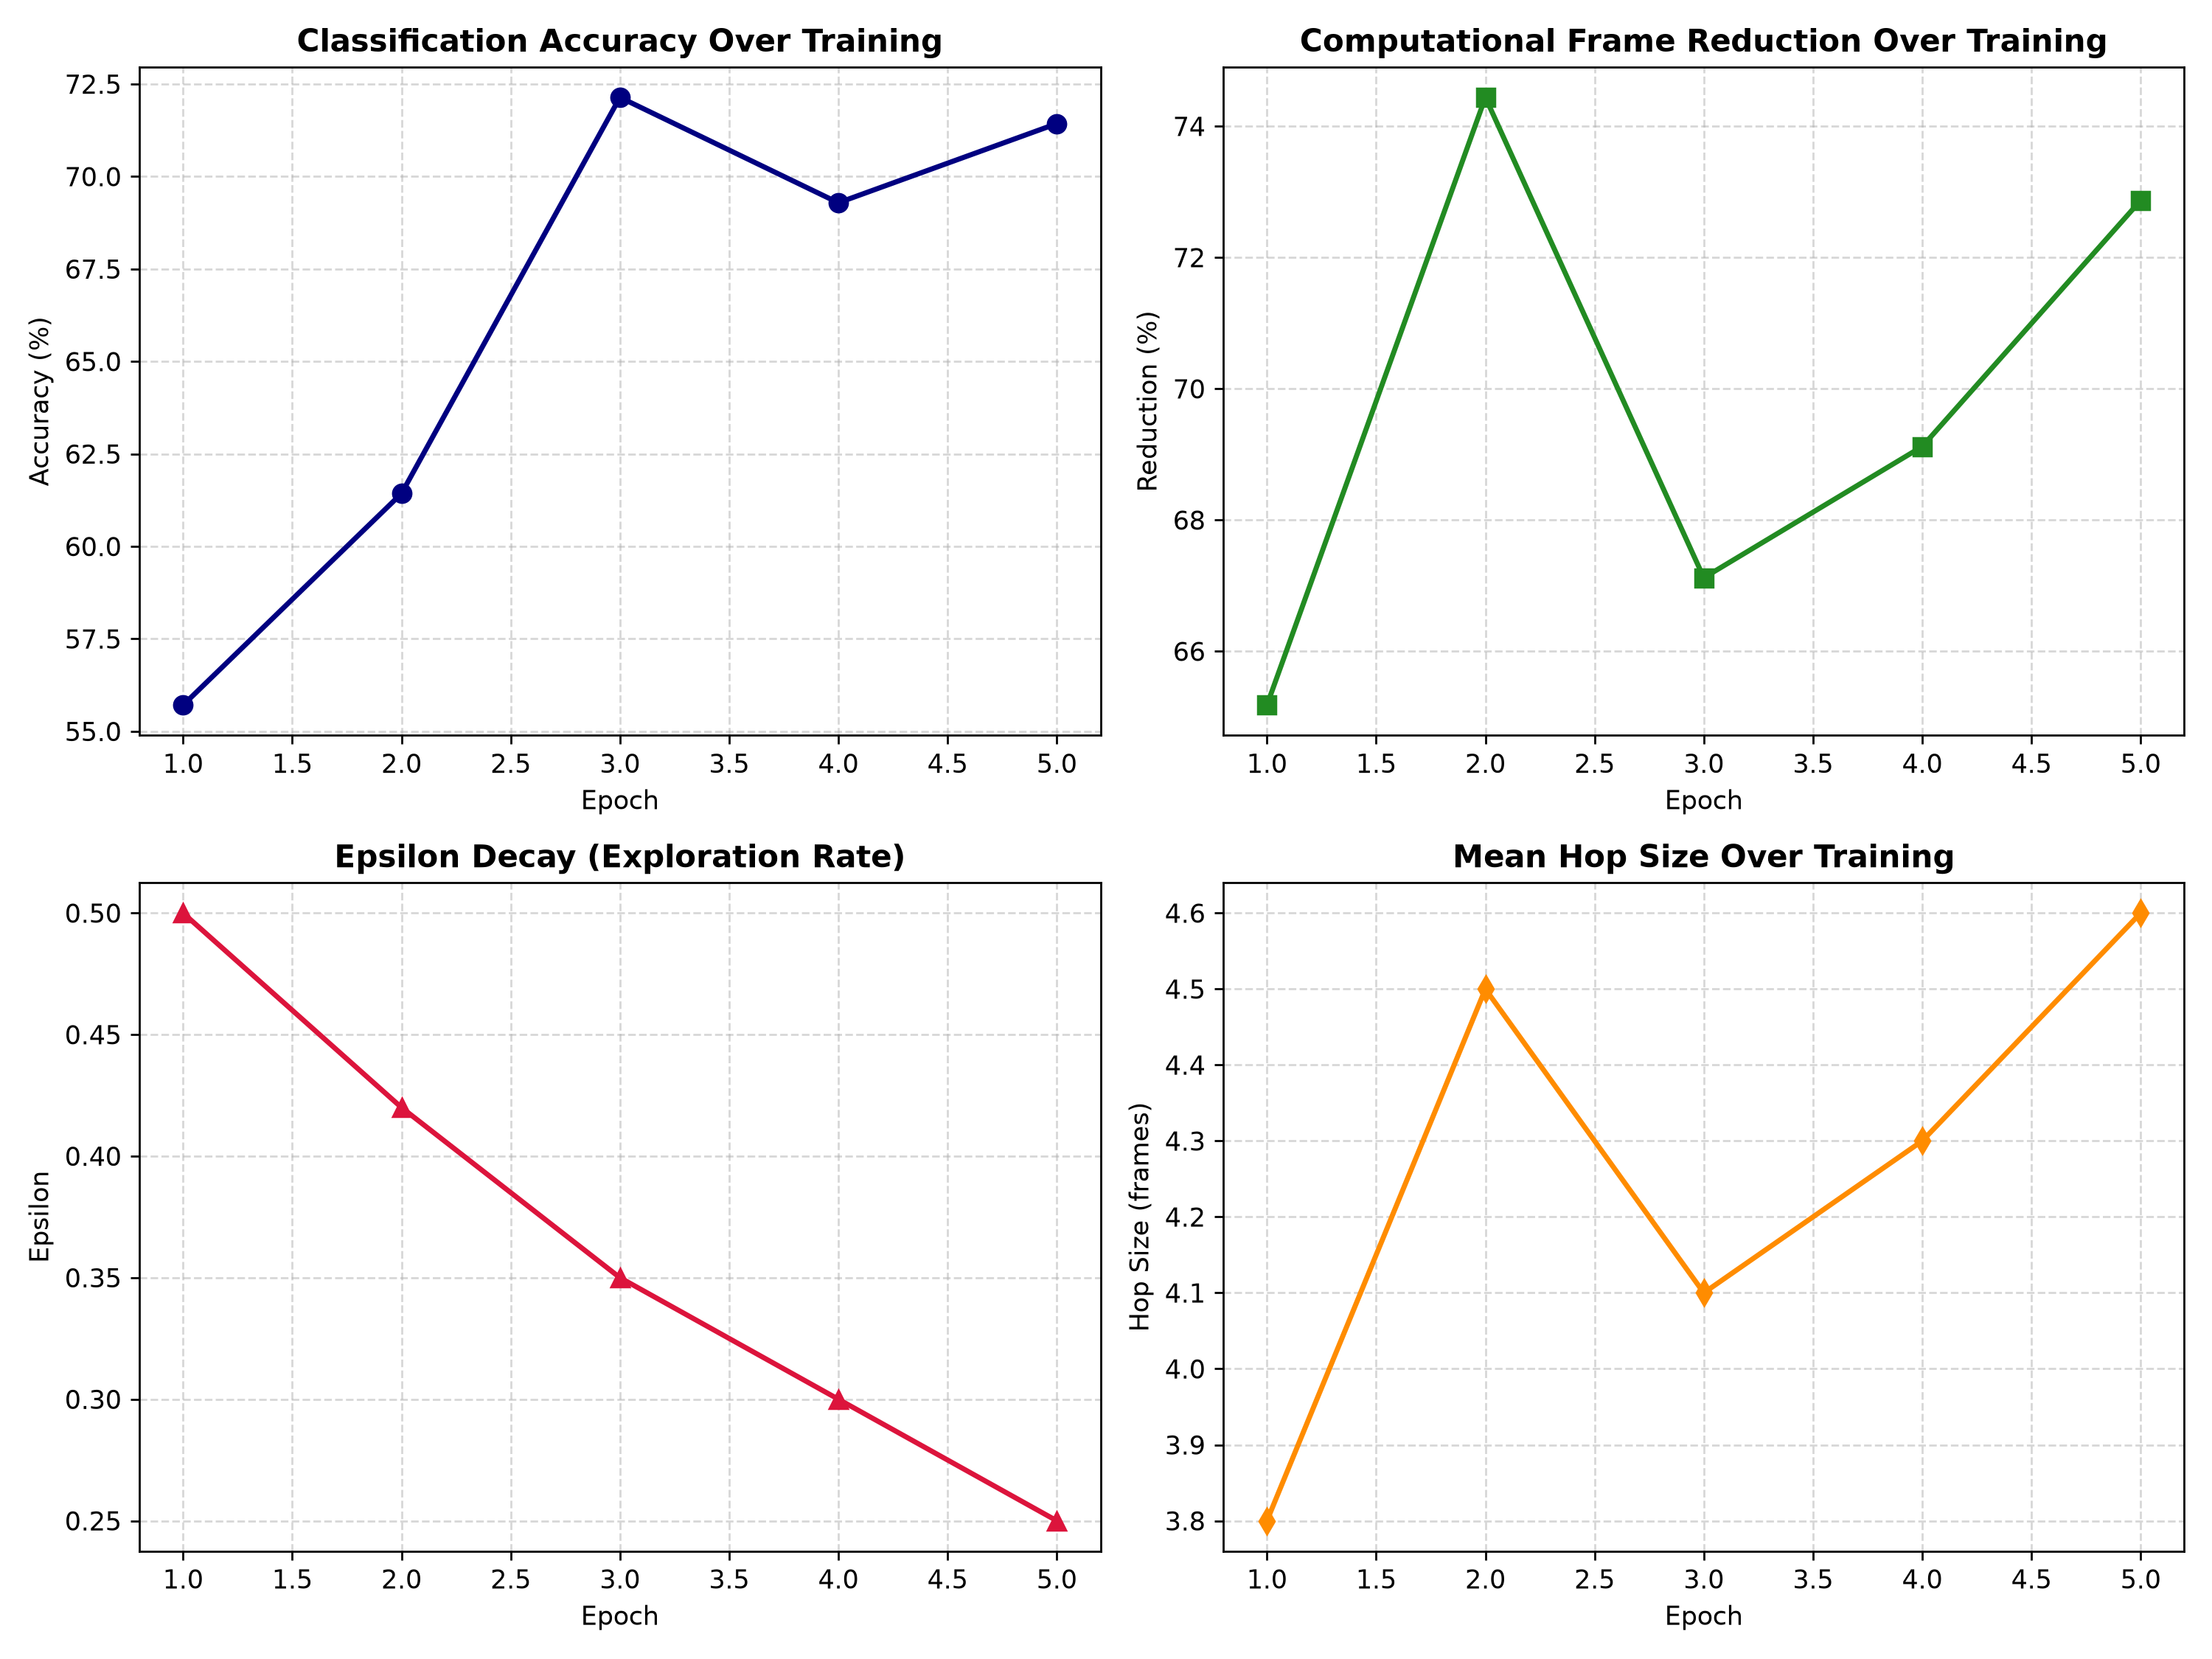 Classification Accuracy Over Training
Accuracy (%)
72.5
70.0
67.5
65.0
62.5
60.0
57.5
55.0
1.0 1.5 2.0 2.5 3.0 3.5 4.0 4.5 5.0
Epoch
Computational Frame Reduction Over Training
Reduction (%)
74
72
70
68
66
1.0 1.5 2.0 2.5 3.0 3.5 4.0 4.5 5.0
Epoch
Epsilon Decay (Exploration Rate)
Epsilon
0.50
0.45
0.40
0.35
0.30
0.25
1.0 1.5 2.0 2.5 3.0 3.5 4.0 4.5 5.0
Epoch
Mean Hop Size Over Training
Hop Size (frames)
4.6
4.5
4.4
4.3
4.2
4.1
4.0
3.9
3.8
1.0 1.5 2.0 2.5 3.0 3.5 4.0 4.5 5.0
Epoch